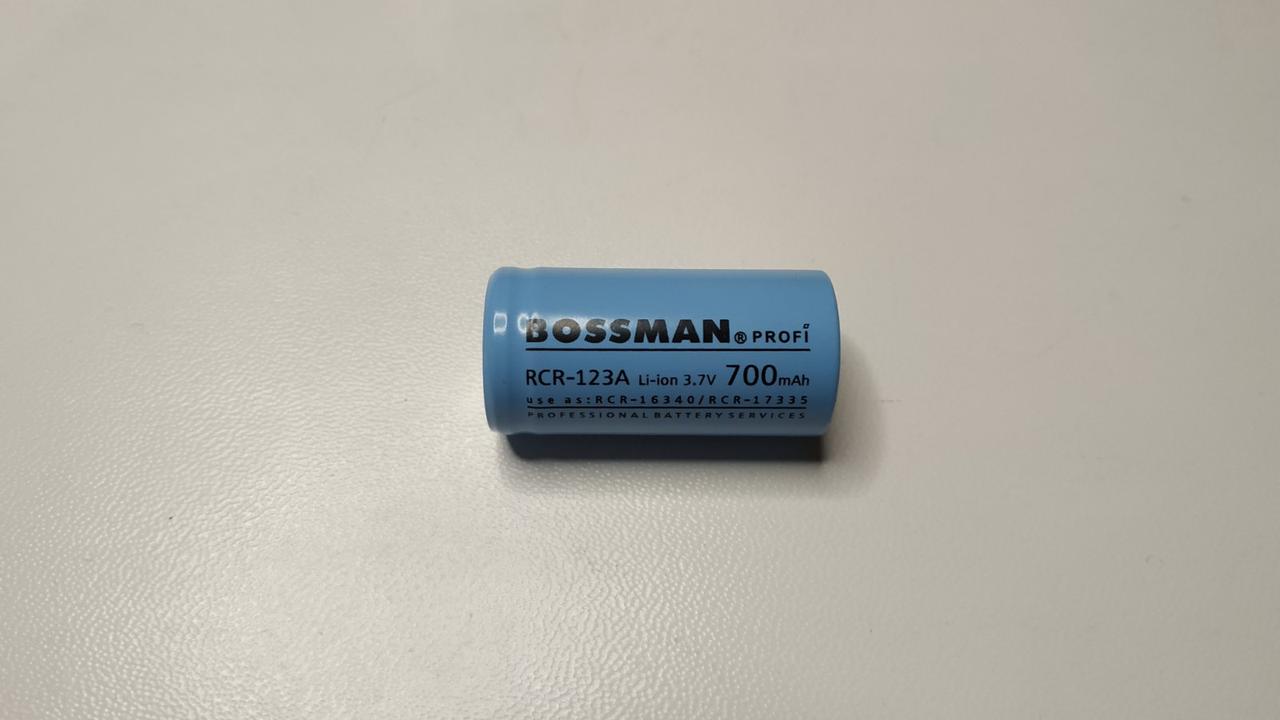 BOSSMAN® PROFi
RCR-123A Li-ion 3.7V 700mAh
use as:RCR-16340/RCR-17335
PROFESSIONAL BATTERY SERVICES